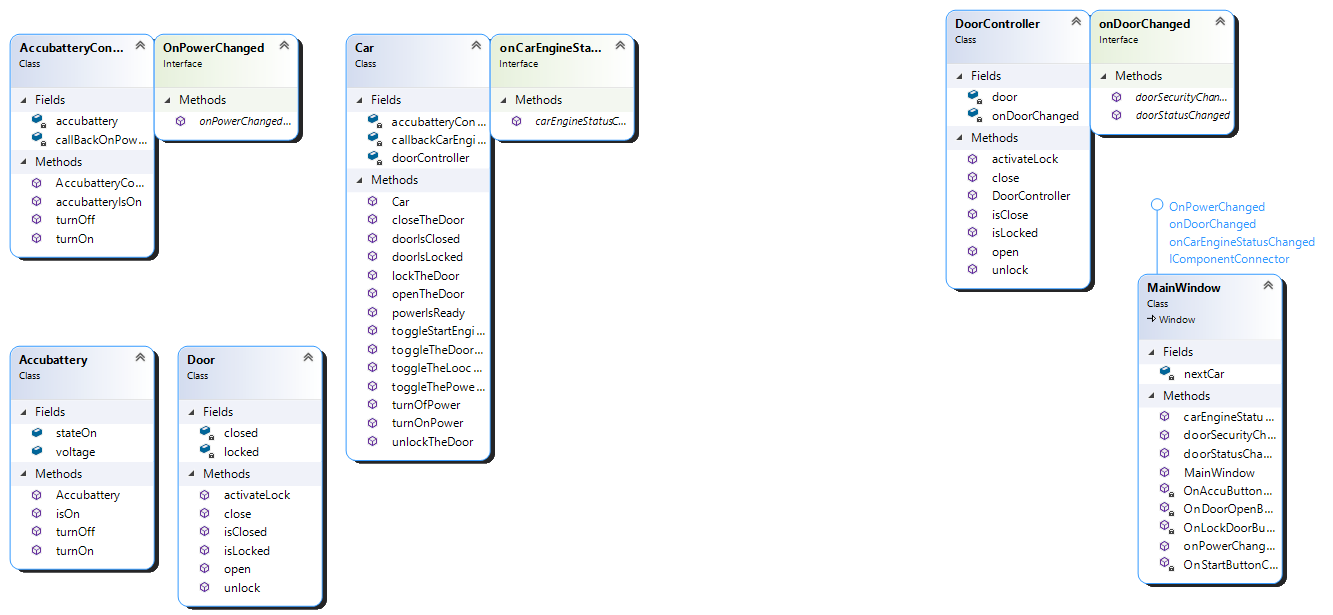 AccubatteryCon...
Class
Fields
accubattery
callBackOnPow...
Methods
AccubatteryCo...
accubatteryIsOn
turnOff
turnOn
OnPowerChanged
Interface
Methods
onPowerChanged...
Car
Class
Fields
accubatteryCon...
callbackCarEngi...
doorController
Methods
Car
closeTheDoor
doorIsClosed
doorIsLocked
lockTheDoor
openTheDoor
powerIsReady
toggleStartEngi...
toggleTheDoor...
toggleTheLooc...
toggleThePowe...
turnOfPower
turnOnPower
unlockTheDoor
onCarEngineSta...
Interface
Methods
carEngineStatusC...
DoorController
Class
Fields
door
onDoorChanged
Methods
activateLock
close
DoorController
isClose
isLocked
open
unlock
onDoorChanged
Interface
Methods
doorSecurityChan...
doorStatusChanged
Accubattery
Class
Fields
stateOn
voltage
Methods
Accubattery
isOn
turnOff
turnOn
Door
Class
Fields
closed
locked
Methods
activateLock
close
isClosed
isLocked
open
unlock
OnPowerChanged
onDoorChanged
onCarEngineStatusChanged
IComponentConnector
MainWindow
Class
Window
Fields
nextCar
Methods
carEngineStatu...
doorSecurityCh...
doorStatusCha...
MainWindow
OnAccuButton...
OnDoorOpenB...
OnLockDoorBu...
onPowerChang...
OnStartButtonC...